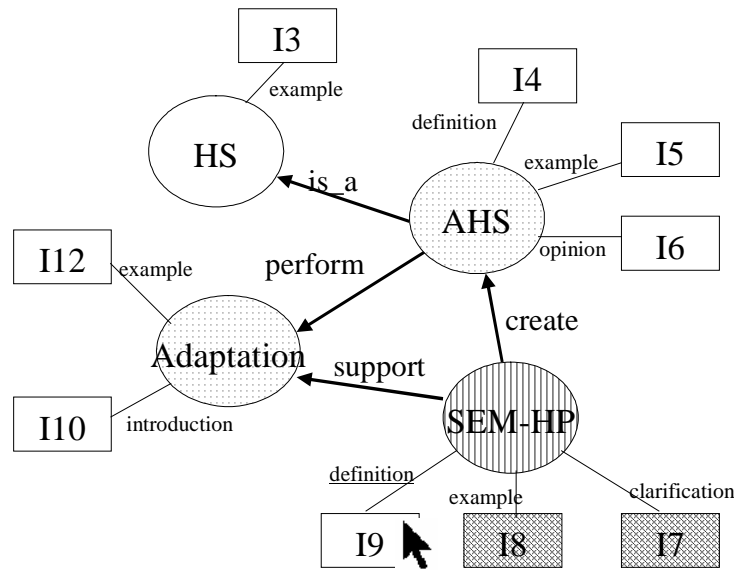 I3
example
HS
I4
definition
example
I5
is_a
AHS
I6
opinion
I12
example
perform
create
Adaptation
support
I10
introduction
SEM-HP
definition
example
clarification
I9
I8
I7